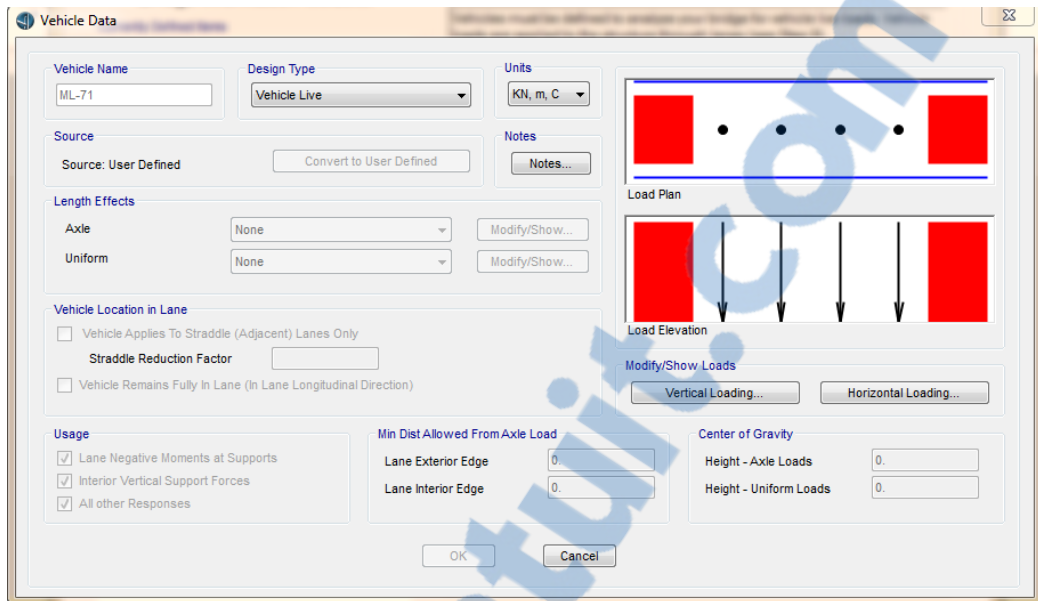 Vehicle Data
Vehicle Name
ML-71
Design Type
Vehicle Live
Units
KN, m, C
Source
Source: User Defined
Convert to User Defined
Notes
Notes...
Load Plan
Length Effects
Axle
None
Modify/Show...
Uniform
None
Modify/Show...
Load Elevation
Vehicle Location in Lane
Vehicle Applies To Straddle (Adjacent) Lanes Only
Straddle Reduction Factor
Vehicle Remains Fully In Lane (In Lane Longitudinal Direction)
Modify/Show Loads
Vertical Loading...
Horizontal Loading...
Usage
Lane Negative Moments at Supports
Interior Vertical Support Forces
All other Responses
Min Dist Allowed From Axle Load
Lane Exterior Edge
0.
Lane Interior Edge
0.
Center of Gravity
Height - Axle Loads
0.
Height - Uniform Loads
0.
OK
Cancel